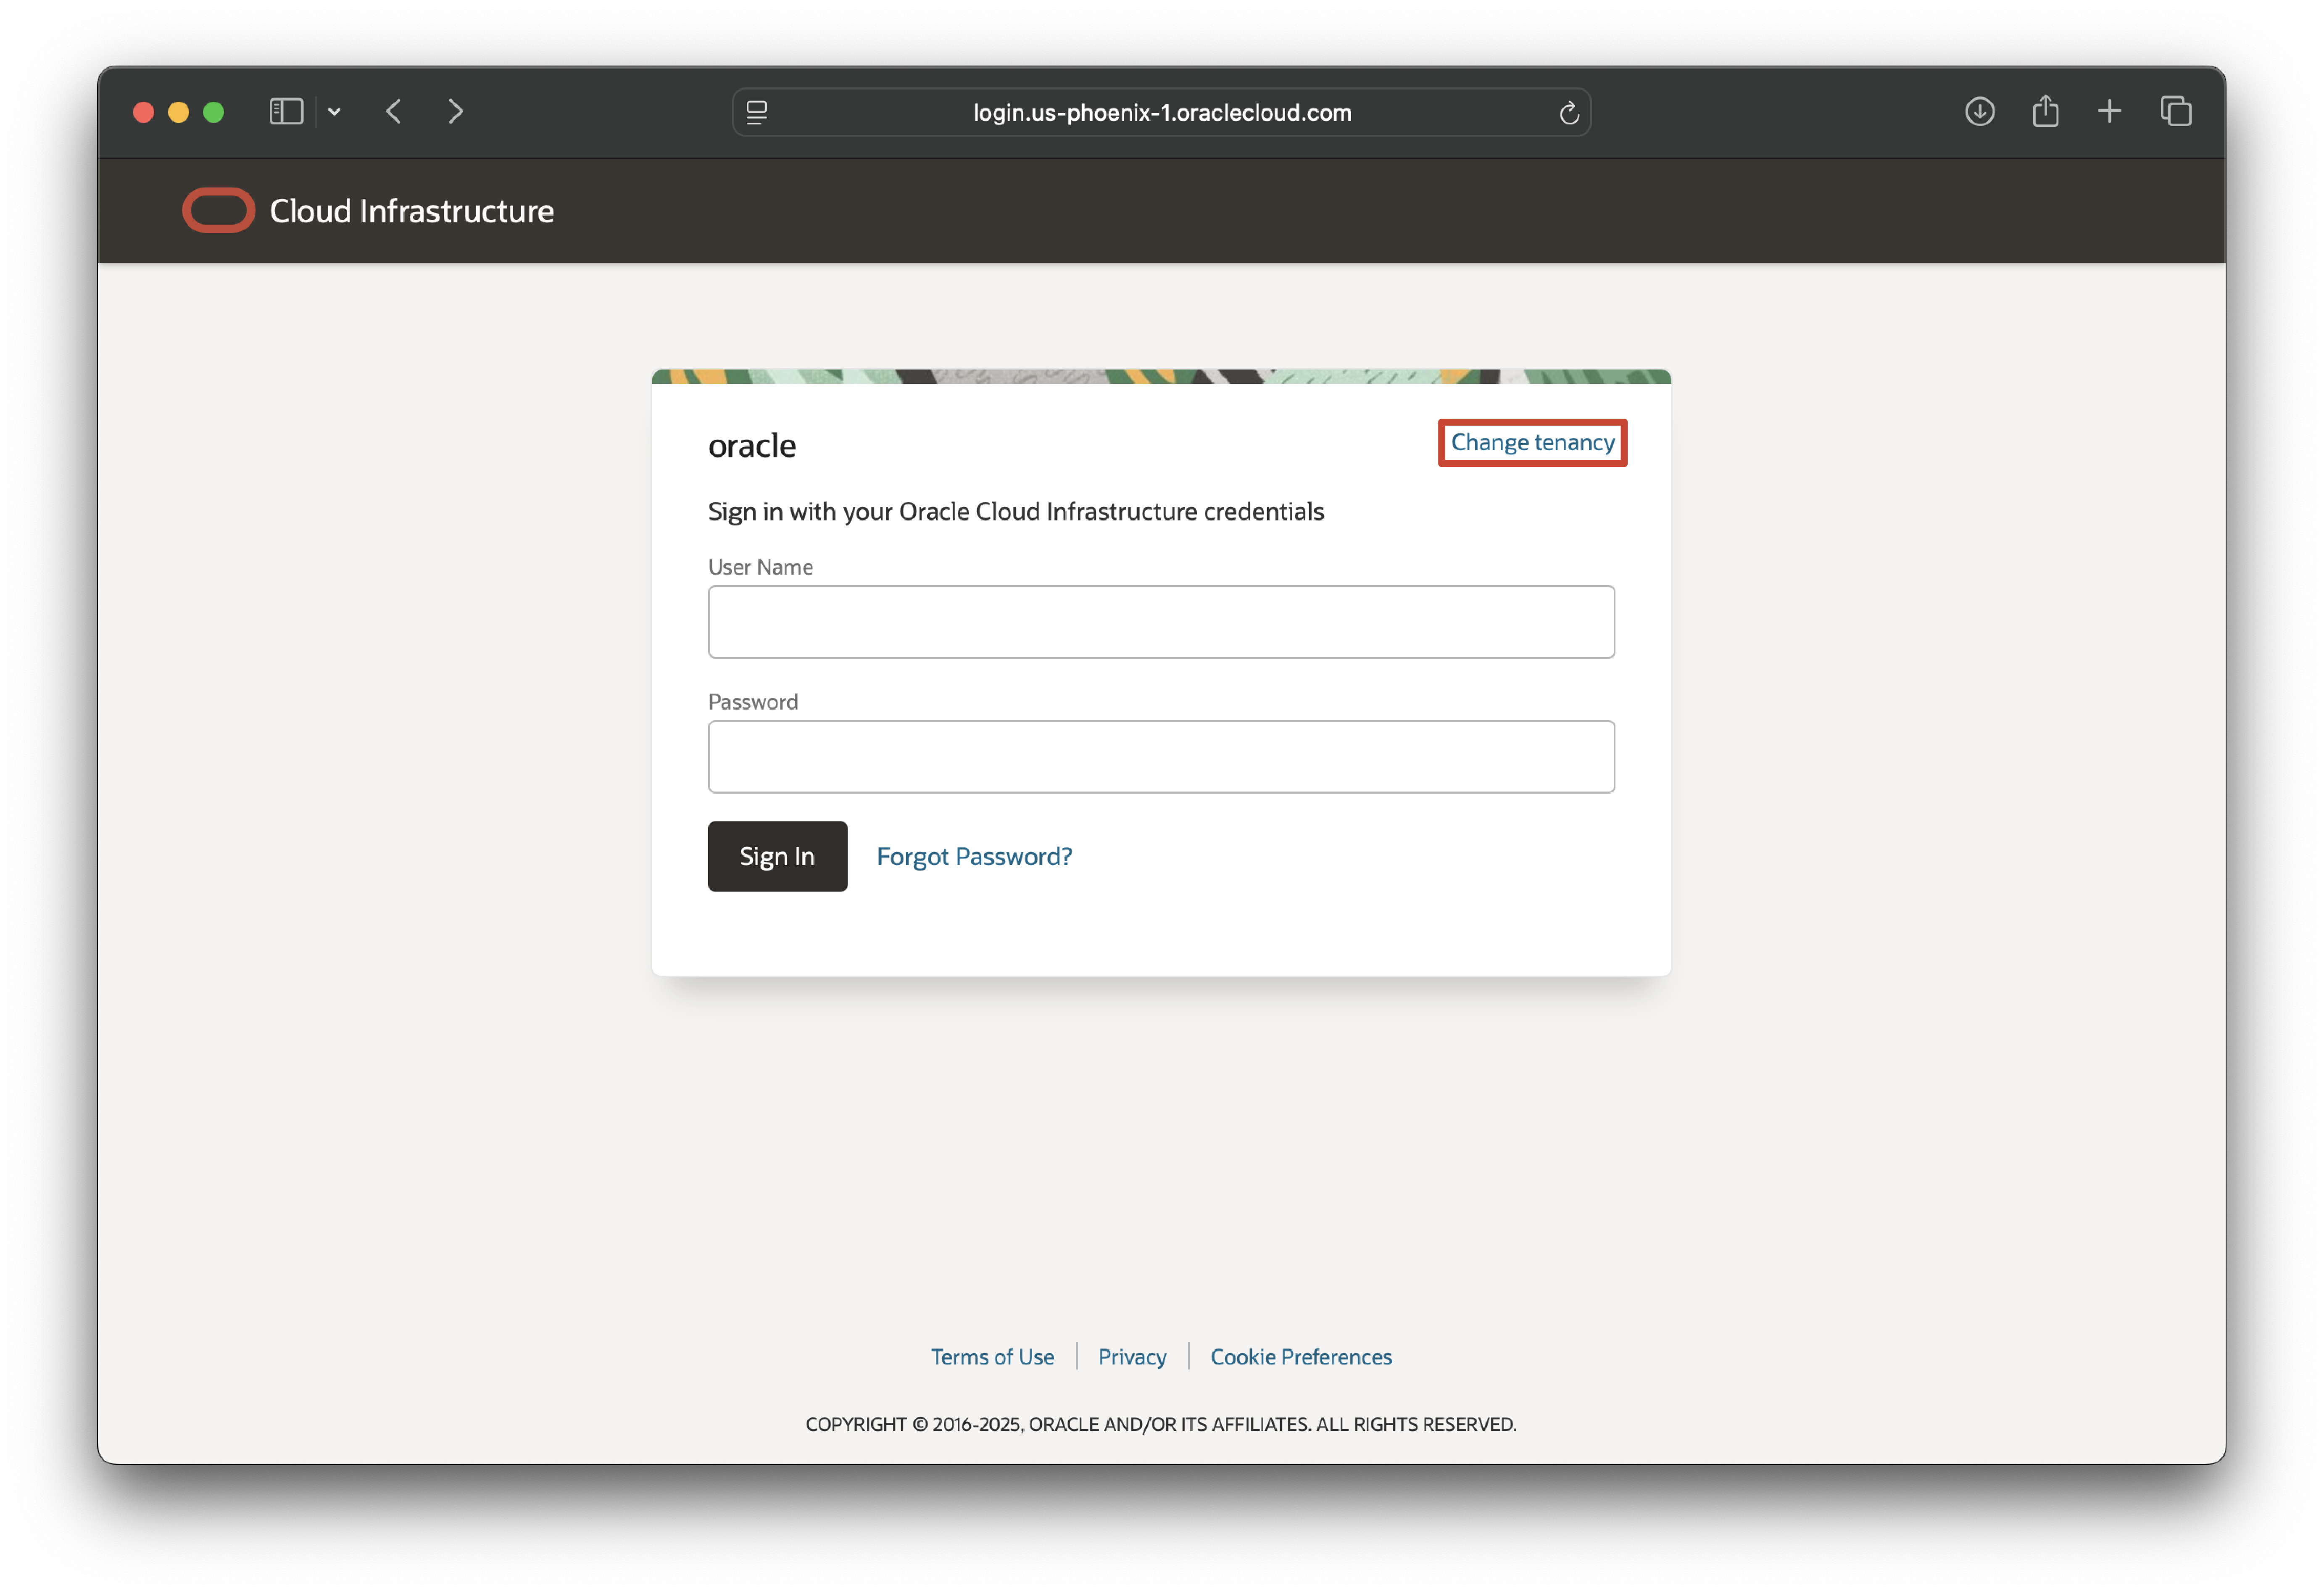 login.us-phoenix-1.oraclecloud.com
Cloud Infrastructure
oracle
Change tenancy
Sign in with your Oracle Cloud Infrastructure credentials
User Name
Password
Sign In
Forgot Password?
Terms of Use
Privacy
Cookie Preferences
COPYRIGHT © 2016-2025, ORACLE AND/OR ITS AFFILIATES. ALL RIGHTS RESERVED.